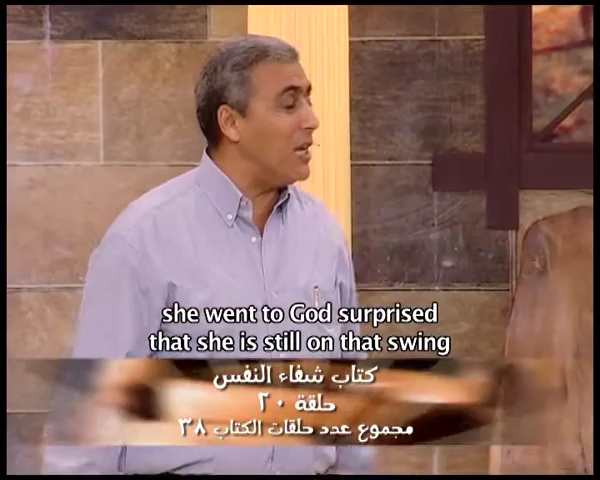 she went to God surprised
that she is still on that swing
كتاب شفاء النفس
حلقة ٢٠
مجموع عدد حلقات الكتاب ٣٨